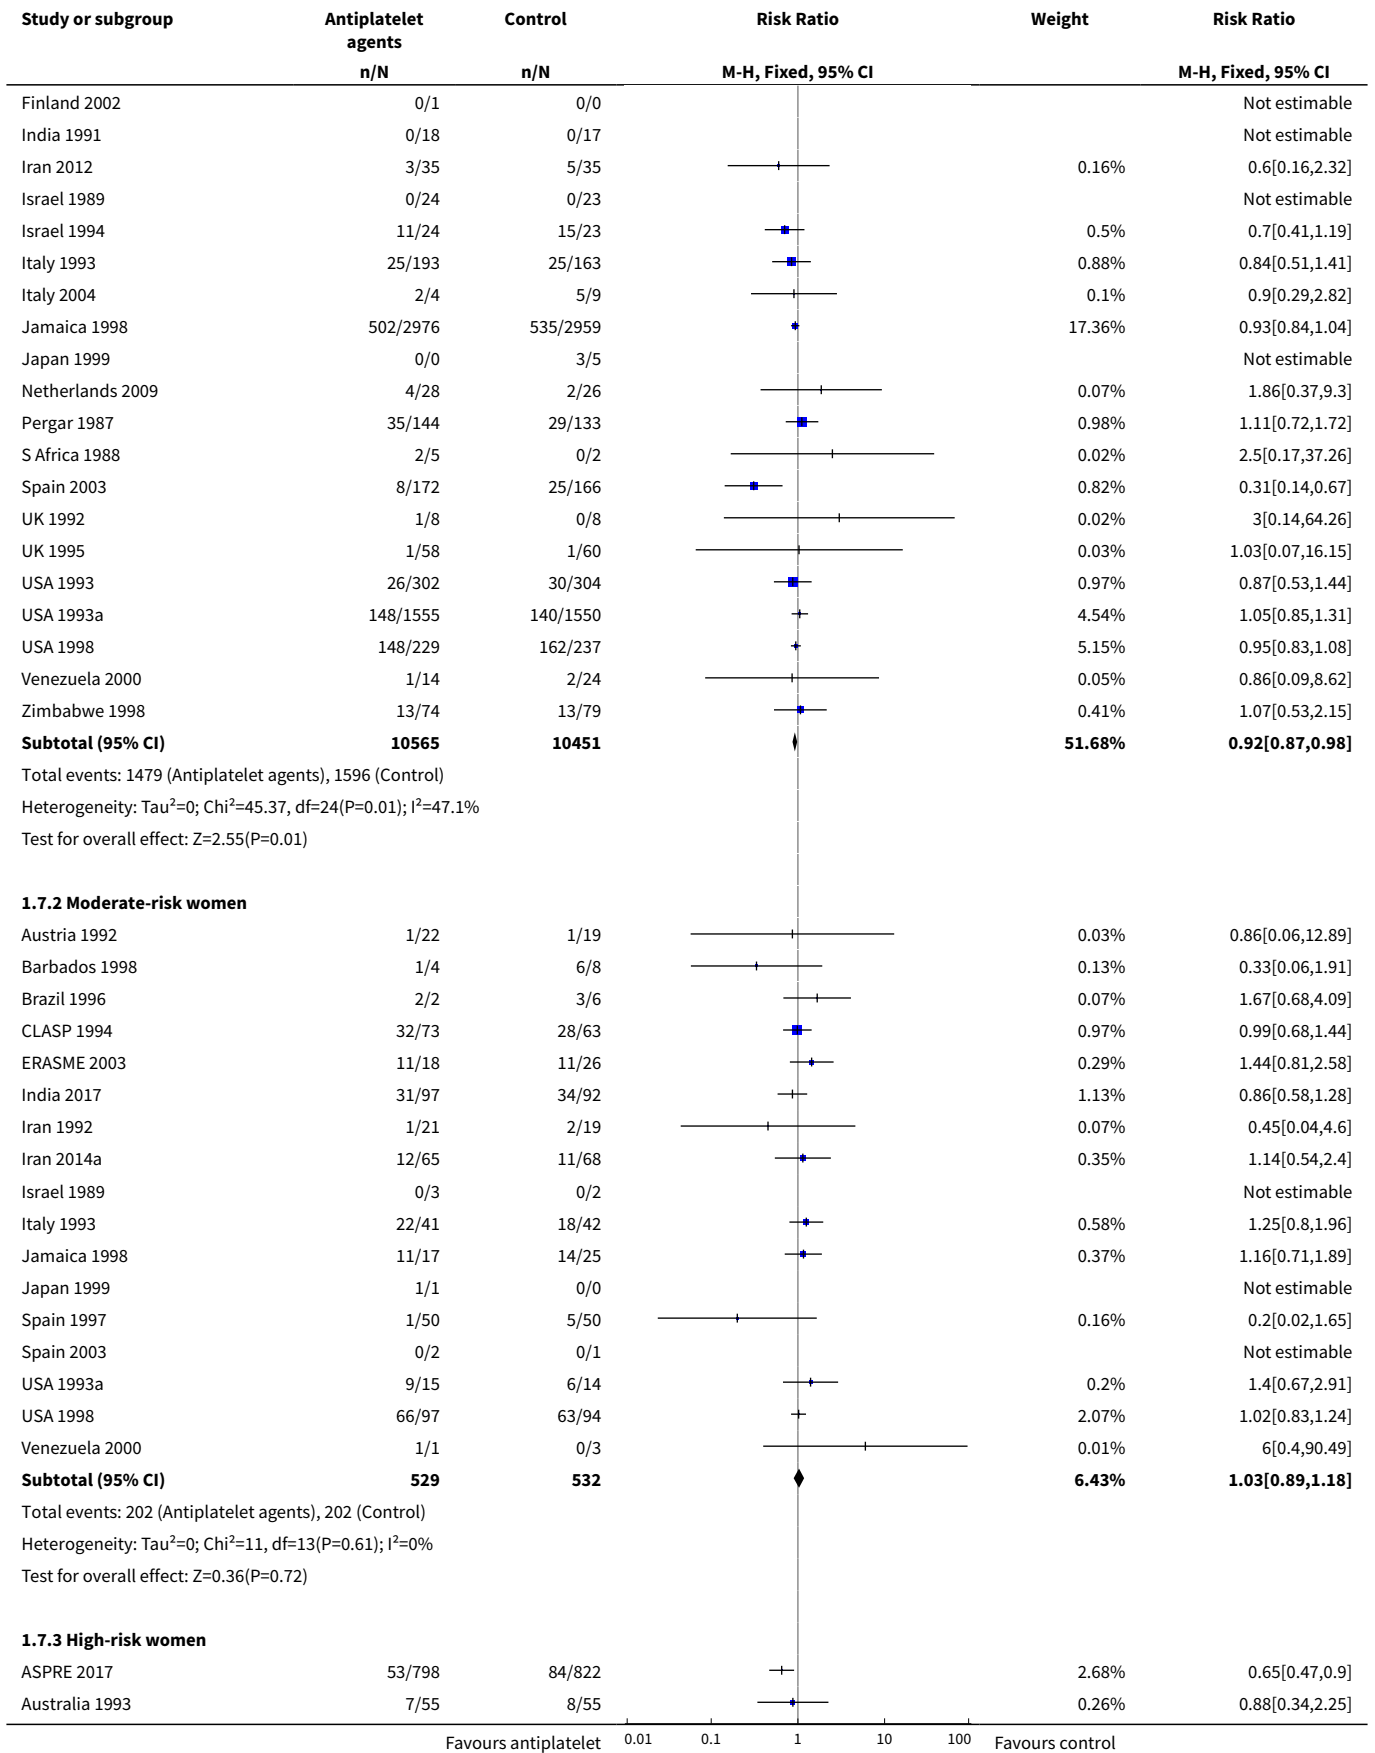 Study or subgroup Antiplatelet agents Control Risk Ratio Weight Risk Ratio
n/N n/N M-H, Fixed, 95% CI M-H, Fixed, 95% CI
Finland 2002 0/1 0/0 Not estimable
India 1991 0/18 0/17 Not estimable
Iran 2012 3/35 5/35 0.16% 0.6[0.16,2.32]
Israel 1989 0/24 0/23 Not estimable
Israel 1994 11/24 15/23 0.5% 0.7[0.41,1.19]
Italy 1993 25/193 25/163 0.88% 0.84[0.51,1.41]
Italy 2004 2/4 5/9 0.1% 0.9[0.29,2.82]
Jamaica 1998 502/2976 535/2959 17.36% 0.93[0.84,1.04]
Japan 1999 0/0 3/5 Not estimable
Netherlands 2009 4/28 2/26 0.07% 1.86[0.37,9.3]
Pergar 1987 35/144 29/133 0.98% 1.11[0.72,1.72]
S Africa 1988 2/5 0/2 0.02% 2.5[0.17,37.26]
Spain 2003 8/172 25/166 0.82% 0.31[0.14,0.67]
UK 1992 1/8 0/8 0.02% 3[0.14,64.26]
UK 1995 1/58 1/60 0.03% 1.03[0.07,16.15]
USA 1993 26/302 30/304 0.97% 0.87[0.53,1.44]
USA 1993a 148/1555 140/1550 4.54% 1.05[0.85,1.31]
USA 1998 148/229 162/237 5.15% 0.95[0.83,1.08]
Venezuela 2000 1/14 2/24 0.05% 0.86[0.09,8.62]
Zimbabwe 1998 13/74 13/79 0.41% 1.07[0.53,2.15]
Subtotal (95% CI) 10565 10451 51.68% 0.92[0.87,0.98]
Total events: 1479 (Antiplatelet agents), 1596 (Control)
Heterogeneity: Tau²=0; Chi²=45.37, df=24(P=0.01); I²=47.1%
Test for overall effect: Z=2.55(P=0.01)
1.7.2 Moderate-risk women
Austria 1992 1/22 1/19 0.03% 0.86[0.06,12.89]
Barbados 1998 1/4 6/8 0.13% 0.33[0.06,1.91]
Brazil 1996 2/2 3/6 0.07% 1.67[0.68,4.09]
CLASP 1994 32/73 28/63 0.97% 0.99[0.68,1.44]
ERASME 2003 11/18 11/26 0.29% 1.44[0.81,2.58]
India 2017 31/97 34/92 1.13% 0.86[0.58,1.28]
Iran 1992 1/21 2/19 0.07% 0.45[0.04,4.6]
Iran 2014a 12/65 11/68 0.35% 1.14[0.54,2.4]
Israel 1989 0/3 0/2 Not estimable
Italy 1993 22/41 18/42 0.58% 1.25[0.8,1.96]
Jamaica 1998 11/17 14/25 0.37% 1.16[0.71,1.89]
Japan 1999 1/1 0/0 Not estimable
Spain 1997 1/50 5/50 0.16% 0.2[0.02,1.65]
Spain 2003 0/2 0/1 Not estimable
USA 1993a 9/15 6/14 0.2% 1.4[0.67,2.91]
USA 1998 66/97 63/94 2.07% 1.02[0.83,1.24]
Venezuela 2000 1/1 0/3 0.01% 6[0.4,90.49]
Subtotal (95% CI) 529 532 6.43% 1.03[0.89,1.18]
Total events: 202 (Antiplatelet agents), 202 (Control)
Heterogeneity: Tau²=0; Chi²=11, df=13(P=0.61); I²=0%
Test for overall effect: Z=0.36(P=0.72)
1.7.3 High-risk women
ASPRE 2017 53/798 84/822 2.68% 0.65[0.47,0.9]
Australia 1993 7/55 8/55 0.26% 0.88[0.34,2.25]
Favours antiplatelet 0.01 0.1 1 10 100 Favours control